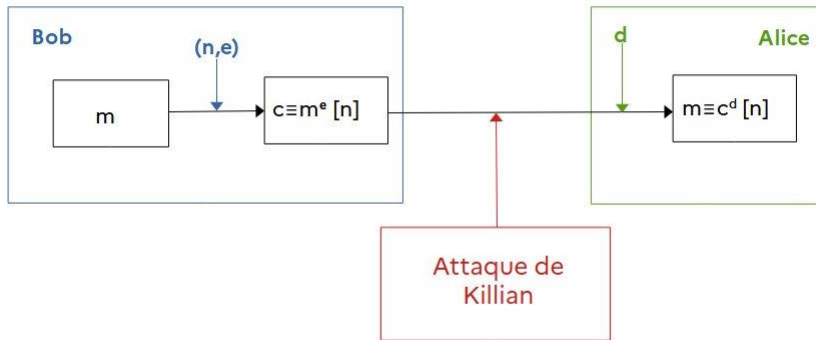 Bob
(n,e)
d
Alice
m
c≡mᵉ [n]
m≡cᵈ [n]
Attaque de
Killian